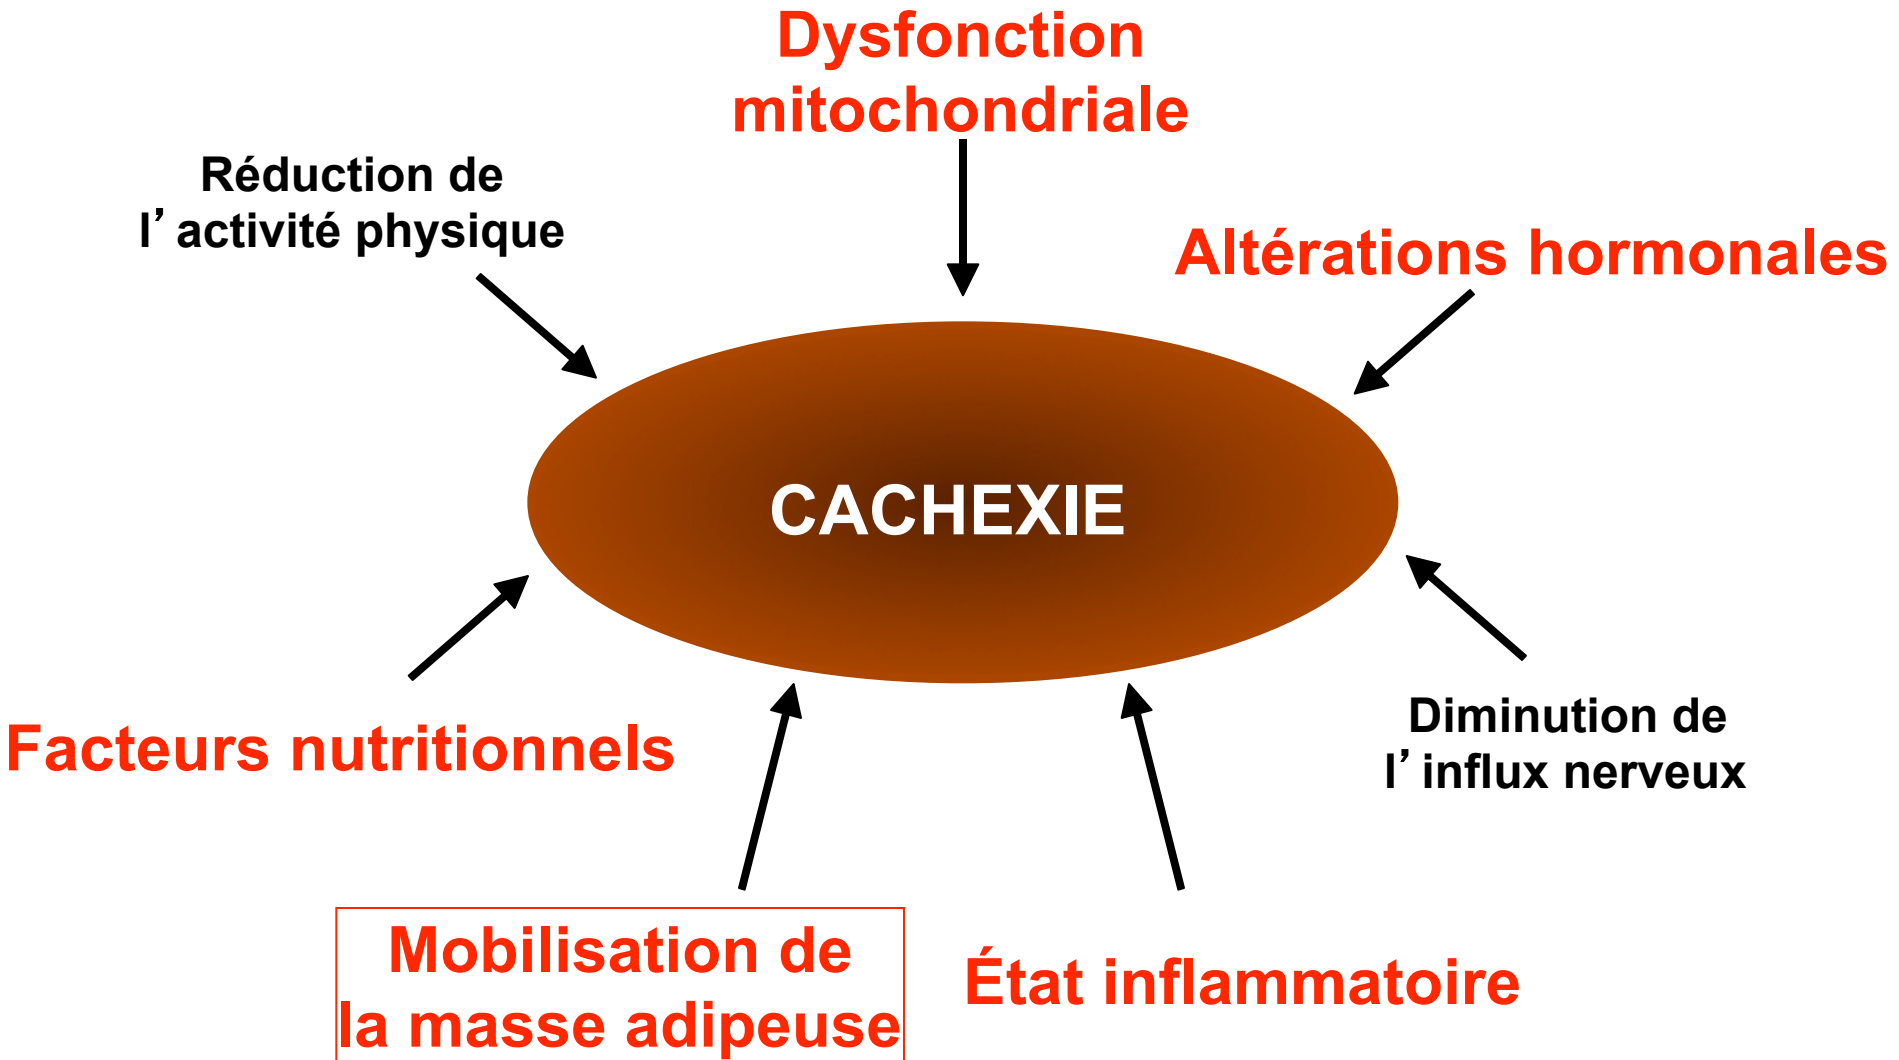 Dysfonction
mitochondriale
Réduction de
l’activité physique
Altérations hormonales
CACHEXIE
Facteurs nutritionnels
Diminution de
l’influx nerveux
Mobilisation de
la masse adipeuse
État inflammatoire